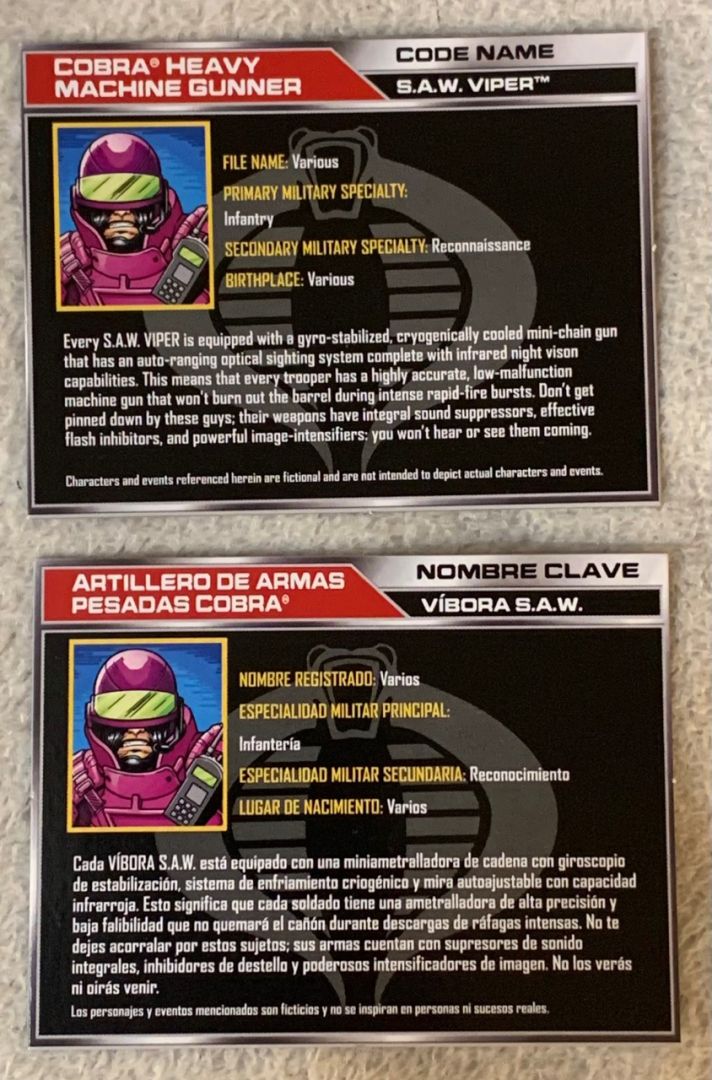 COBRA® HEAVY
MACHINE GUNNER
CODE NAME
S.A.W. VIPER™
FILE NAME: Various
PRIMARY MILITARY SPECIALTY:
Infantry
SECONDARY MILITARY SPECIALTY: Reconnaissance
BIRTHPLACE: Various
Every S.A.W. VIPER is equipped with a gyro-stabilized, cryogenically cooled mini-chain gun
that has an auto-ranging optical sighting system complete with infrared night vison
capabilities. This means that every trooper has a highly accurate, low-malfunction
machine gun that won't burn out the barrel during intense rapid-fire bursts. Don't get
pinned down by these guys; their weapons have integral sound suppressors, effective
flash inhibitors, and powerful image-intensifiers: you won't hear or see them coming.
Characters and events referenced herein are fictional and are not intended to depict actual characters and events.
ARTILLERO DE ARMAS
PESADAS COBRA®
NOMBRE CLAVE
VÍBORA S.A.W.
NOMBRE REGISTRADO: Varios
ESPECIALIDAD MILITAR PRINCIPAL:
Infantería
ESPECIALIDAD MILITAR SECUNDARIA: Reconocimiento
LUGAR DE NACIMIENTO: Varios
Cada VÍBORA S.A.W. está equipado con una miniametralladora de cadena con giroscopio
de estabilización, sistema de enfriamiento criogénico y mira autoajustable con capacidad
infrarroja. Esto significa que cada soldado tiene una ametralladora de alta precisión y
baja falibilidad que no quemará el cañón durante descargas de ráfagas intensas. No te
dejes acorralar por estos sujetos; sus armas cuentan con supresores de sonido
integrales, inhibidores de destello y poderosos intensificadores de imagen. No los verás
ni oirás venir.
Los personajes y eventos mencionados son ficticios y no se inspiran en personas ni sucesos reales.